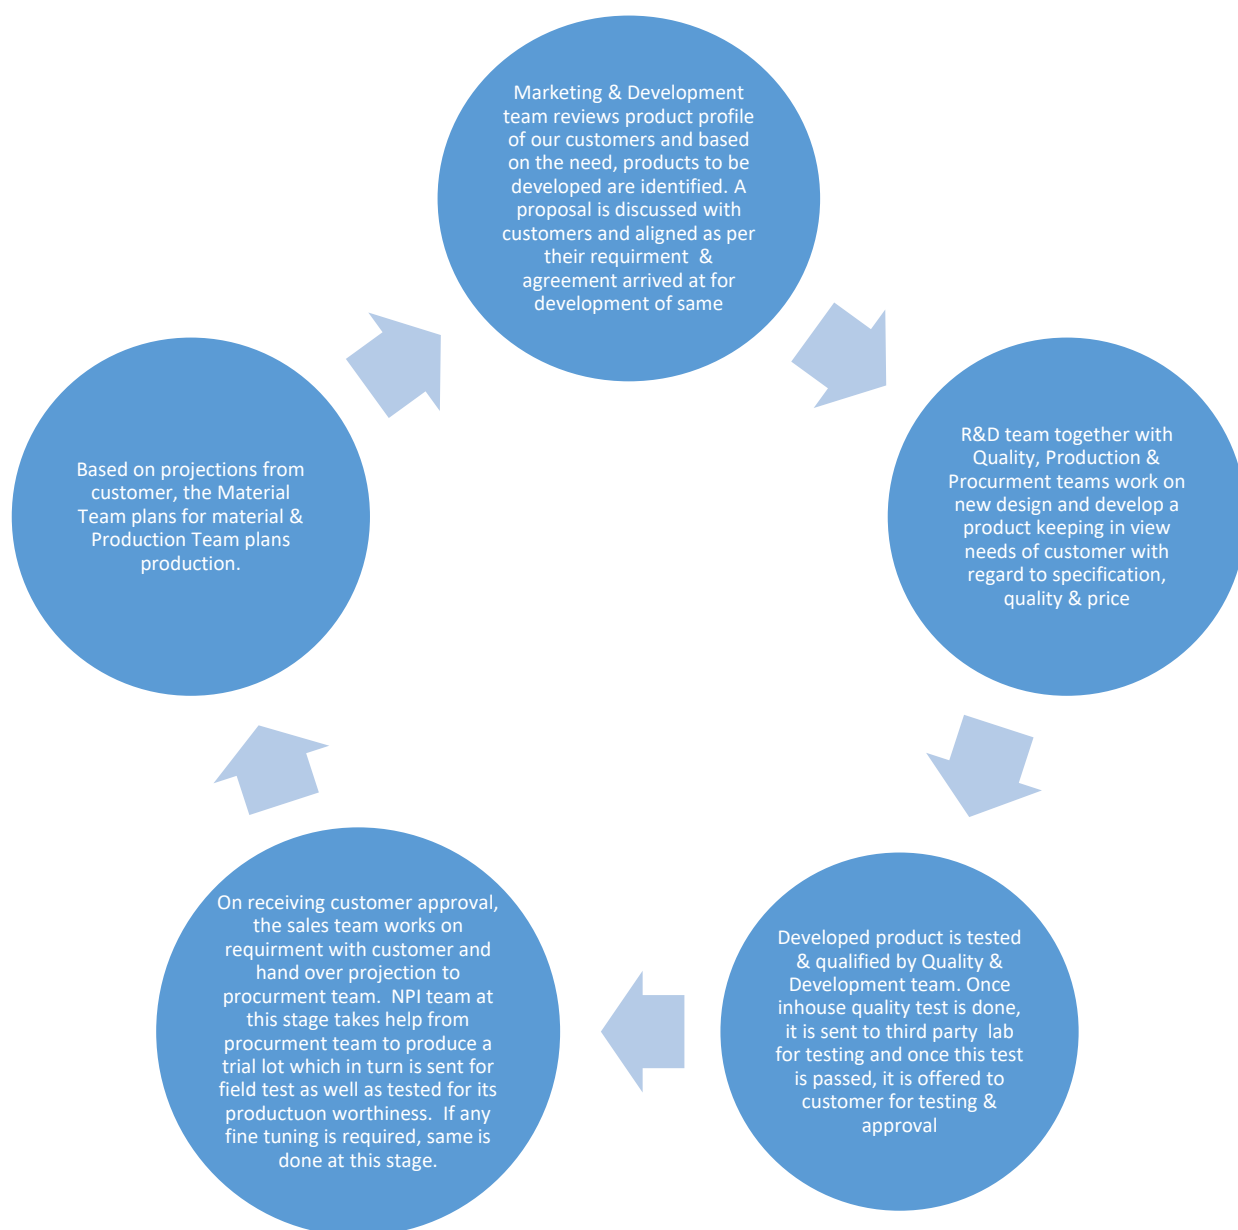 Marketing & Development
team reviews product profile
of our customers and based
on the need, products to be
developed are identified. A
proposal is discussed with
customers and aligned as per
their requirment  &
agreement arrived at for
development of same
R&D team together with
Quality, Production &
Procurment teams work on
new design and develop a
product keeping in view
needs of customer with
regard to specification,
quality & price
Developed product is tested
& qualified by Quality &
Development team. Once
inhouse quality test is done,
it is sent to third party  lab
for testing and once this test
is passed, it is offered to
customer for testing &
approval
On receiving customer approval,
the sales team works on
requirment with customer and
hand over projection to
procurment team.  NPI team at
this stage takes help from
procurment team to produce a
trial lot which in turn is sent for
field test as well as tested for its
productuon worthiness.  If any
fine tuning is required, same is
done at this stage.
Based on projections from
customer, the Material
Team plans for material &
Production Team plans
production.